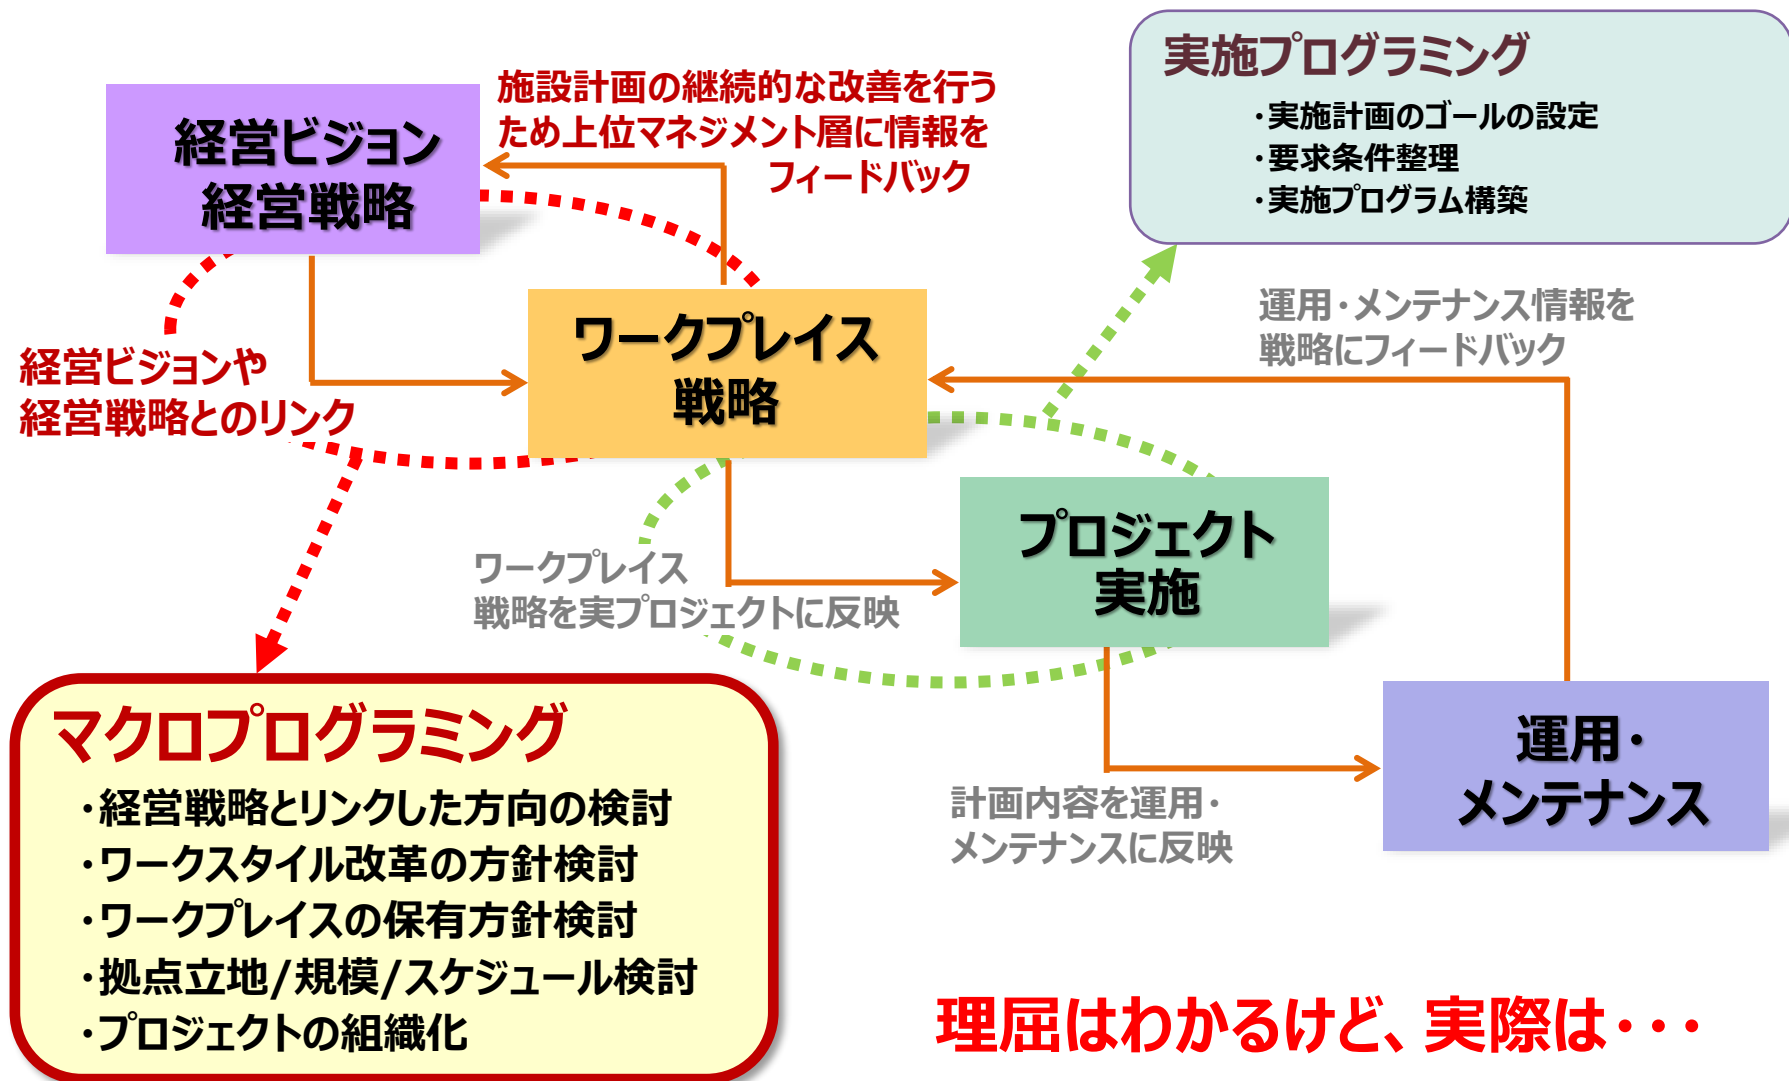 実施プログラミング
・実施計画のゴールの設定
・要求条件整理
・実施プログラム構築
施設計画の継続的な改善を行う
ため上位マネジメント層に情報を
フィードバック
経営ビジョン
経営戦略
運用・メンテナンス情報を
戦略にフィードバック
ワークプレイス
戦略
経営ビジョンや
経営戦略とのリンク
プロジェクト
実施
ワークプレイス
戦略を実プロジェクトに反映
マクロプログラミング
・経営戦略とリンクした方向の検討
・ワークスタイル改革の方針検討
・ワークプレイスの保有方針検討
・拠点立地/規模/スケジュール検討
・プロジェクトの組織化
運用・
メンテナンス
計画内容を運用・
メンテナンスに反映
理屈はわかるけど、実際は・・・